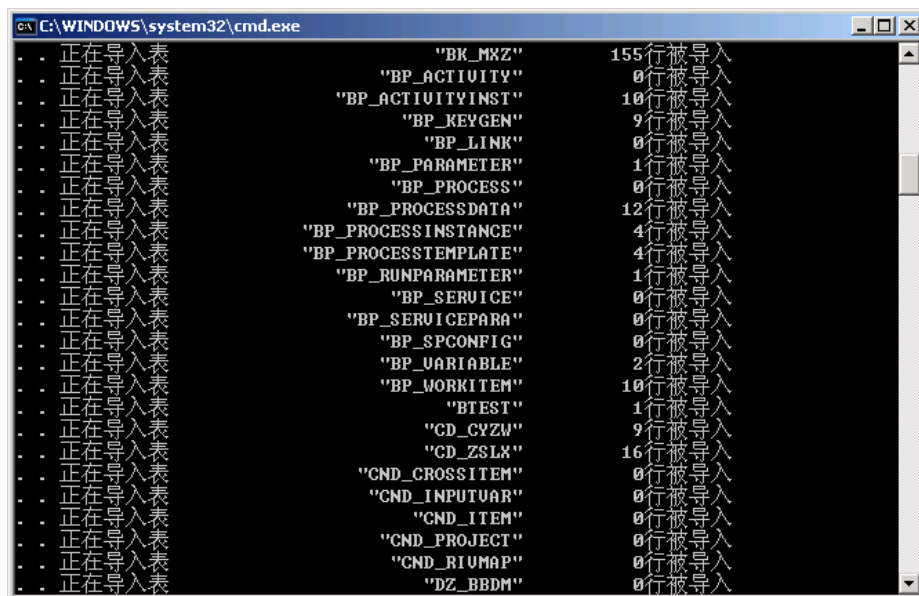 C:\WINDOWS\system32\cmd.exe
. . 正在导入表 "BK_MXZ" 155行被导入
. . 正在导入表 "BP_ACTIVITY" 0行被导入
. . 正在导入表 "BP_ACTIVITYINST" 10行被导入
. . 正在导入表 "BP_KEYGEN" 9行被导入
. . 正在导入表 "BP_LINK" 0行被导入
. . 正在导入表 "BP_PARAMETER" 1行被导入
. . 正在导入表 "BP_PROCESS" 0行被导入
. . 正在导入表 "BP_PROCESSDATA" 12行被导入
. . 正在导入表 "BP_PROCESSINSTANCE" 4行被导入
. . 正在导入表 "BP_PROCESSTEMPLATE" 4行被导入
. . 正在导入表 "BP_RUNPARAMETER" 1行被导入
. . 正在导入表 "BP_SERVICE" 0行被导入
. . 正在导入表 "BP_SERVICEPARA" 0行被导入
. . 正在导入表 "BP_SPCONFIG" 0行被导入
. . 正在导入表 "BP_VARIABLE" 2行被导入
. . 正在导入表 "BP_WORKITEM" 10行被导入
. . 正在导入表 "BTEST" 1行被导入
. . 正在导入表 "CD_CYZW" 9行被导入
. . 正在导入表 "CD_ZSLX" 16行被导入
. . 正在导入表 "CND_CROSSITEM" 0行被导入
. . 正在导入表 "CND_INPUTVAR" 0行被导入
. . 正在导入表 "CND_ITEM" 0行被导入
. . 正在导入表 "CND_PROJECT" 0行被导入
. . 正在导入表 "CND_RIVMAP" 0行被导入
. . 正在导入表 "DZ_BBDM" 0行被导入